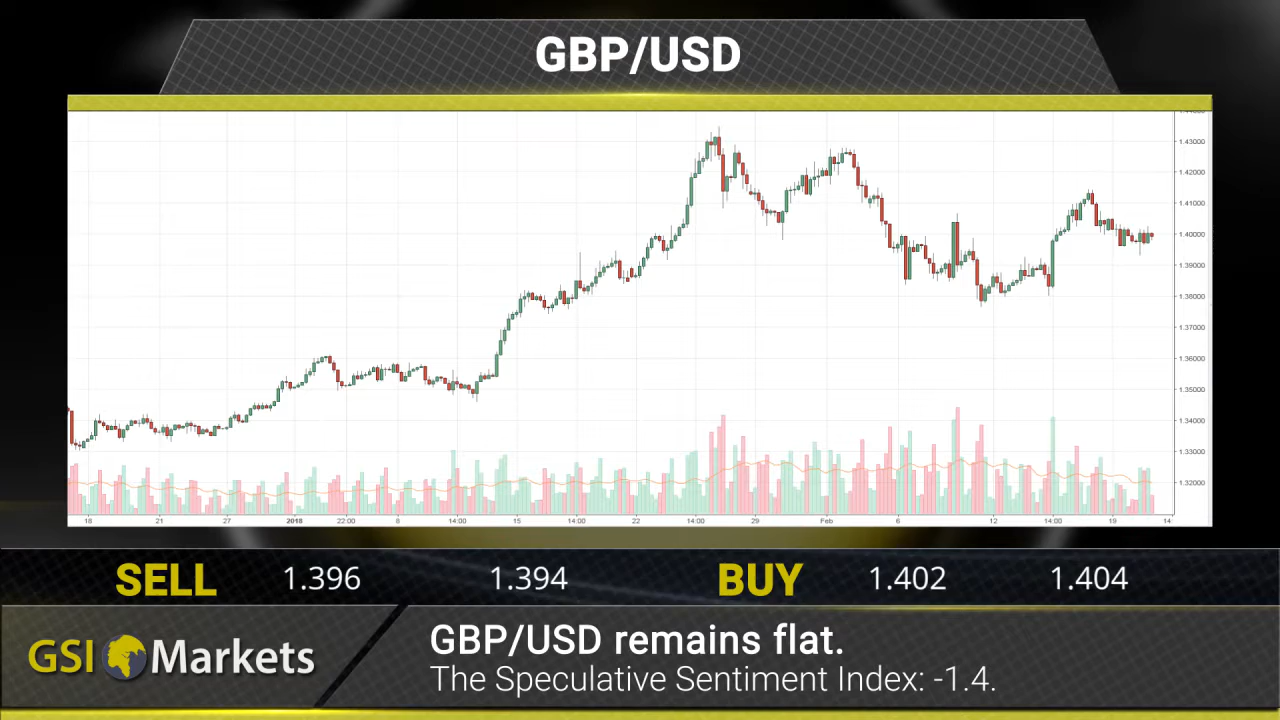 GBP/USD
1.43000
1.42000
1.41000
1.40000
1.39000
1.38000
1.37000
1.36000
1.35000
1.34000
1.33000
1.32000
18 21 27 2018 22:00 8 14:00 15 14:00 22 14:00 29 Feb 6 12 14:00 19 14
SELL 1.396 1.394 BUY 1.402 1.404
GSI Markets
GBP/USD remains flat.
The Speculative Sentiment Index: -1.4.